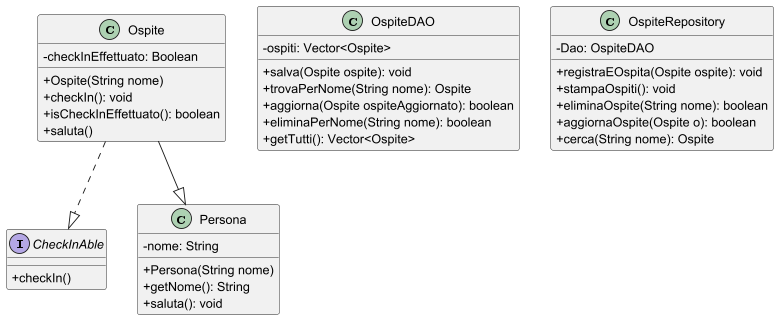 C Ospite
-checkInEffettuato: Boolean
+Ospite(String nome)
+checkIn(): void
+isCheckInEffettuato(): boolean
+saluta()
C OspiteDAO
-ospiti: Vector<Ospite>
+salva(Ospite ospite): void
+trovaPerNome(String nome): Ospite
+aggiorna(Ospite ospiteAggiornato): boolean
+eliminaPerNome(String nome): boolean
+getTutti(): Vector<Ospite>
C OspiteRepository
-Dao: OspiteDAO
+registraEOspita(Ospite ospite): void
+stampaOspiti(): void
+eliminaOspite(String nome): boolean
+aggiornaOspite(Ospite o): boolean
+cerca(String nome): Ospite
I CheckInAble
+checkIn()
C Persona
-nome: String
+Persona(String nome)
+getNome(): String
+saluta(): void